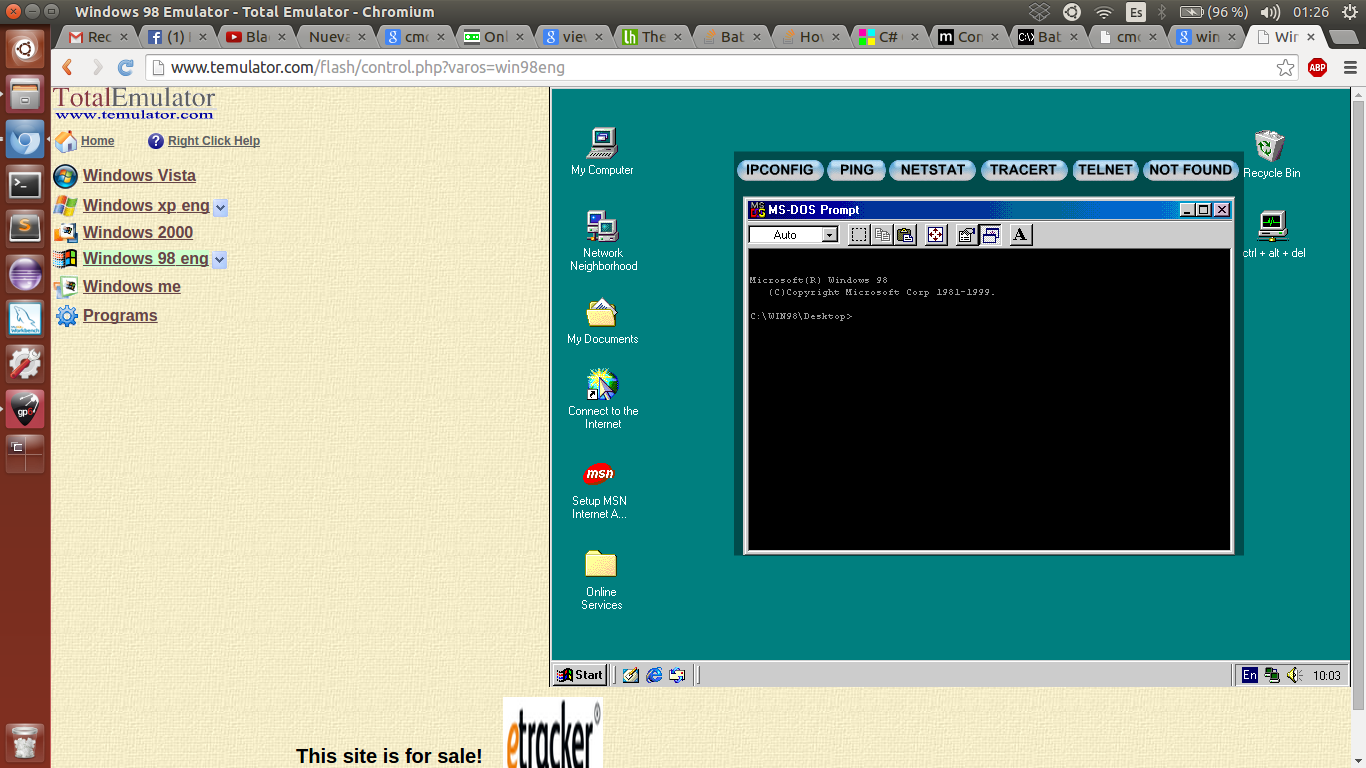 Windows 98 Emulator - Total Emulator - Chromium
Es
(96 %)
01:26
Rec
(1)
Bla
Nueva
cmd
Onl
viev
The
Bat
Hov
C#
Con
Bat
cmd
win
Wir
www.temulator.com/flash/control.php?varos=win98eng
ABP
TotalEmulator
www.temulator.com
Home
Right Click Help
Windows Vista
Windows xp eng
Windows 2000
Windows 98 eng
Windows me
Programs
My Computer
Network
Neighborhood
My Documents
Connect to the
Internet
msn
Setup MSN
Internet A...
Online
Services
IPCONFIG
PING
NETSTAT
TRACERT
TELNET
NOT FOUND
MS-DOS Prompt
Auto
A
Microsoft(R) Windows 98
(C)Copyright Microsoft Corp 1981-1999.
C:\WIN98\Desktop>
Recycle Bin
ctrl + alt + del
Start
En
10:03
This site is for sale!
etracker®